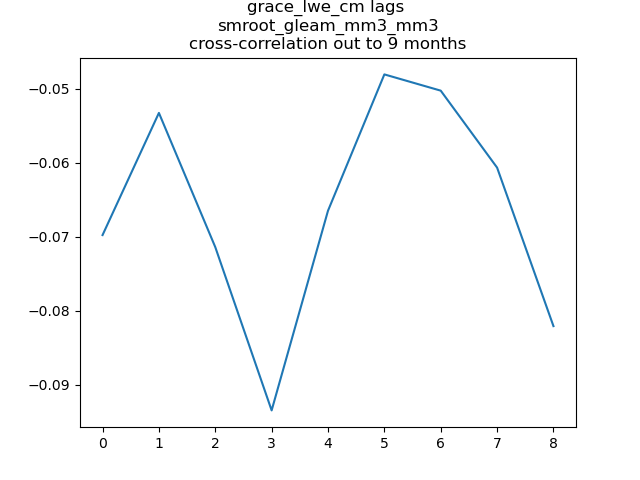 grace_lwe_cm lags
smroot_gleam_mm3_mm3
cross-correlation out to 9 months
−0.05
−0.06
−0.07
−0.08
−0.09
0 1 2 3 4 5 6 7 8